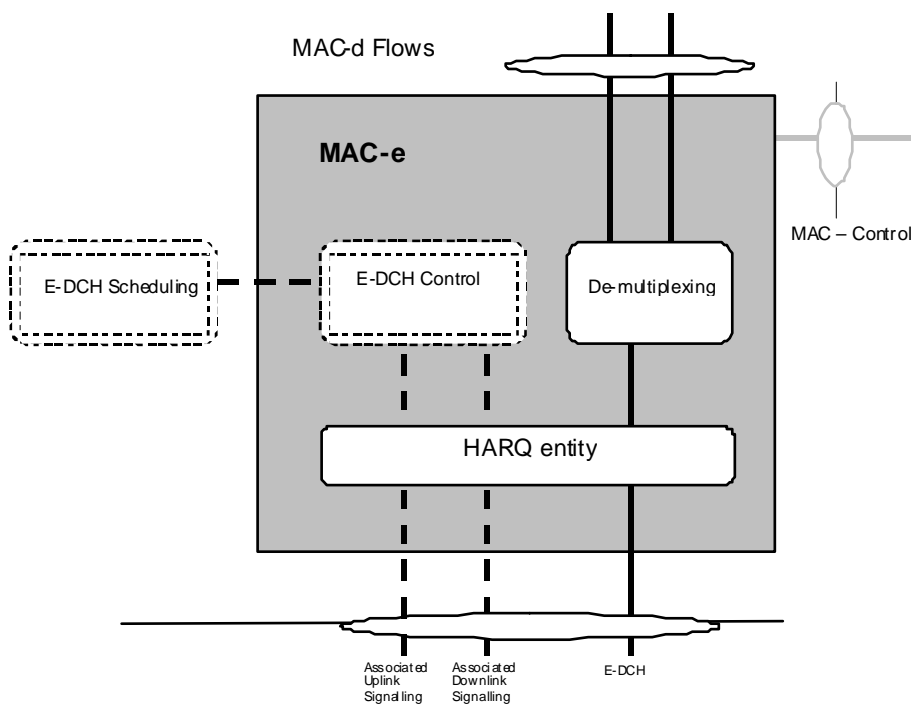 MAC-d Flows
MAC-e
MAC – Control
E-DCH Scheduling
E-DCH Control
De-multiplexing
HARQ entity
Associated
Uplink
Signalling
Associated
Downlink
Signalling
E-DCH